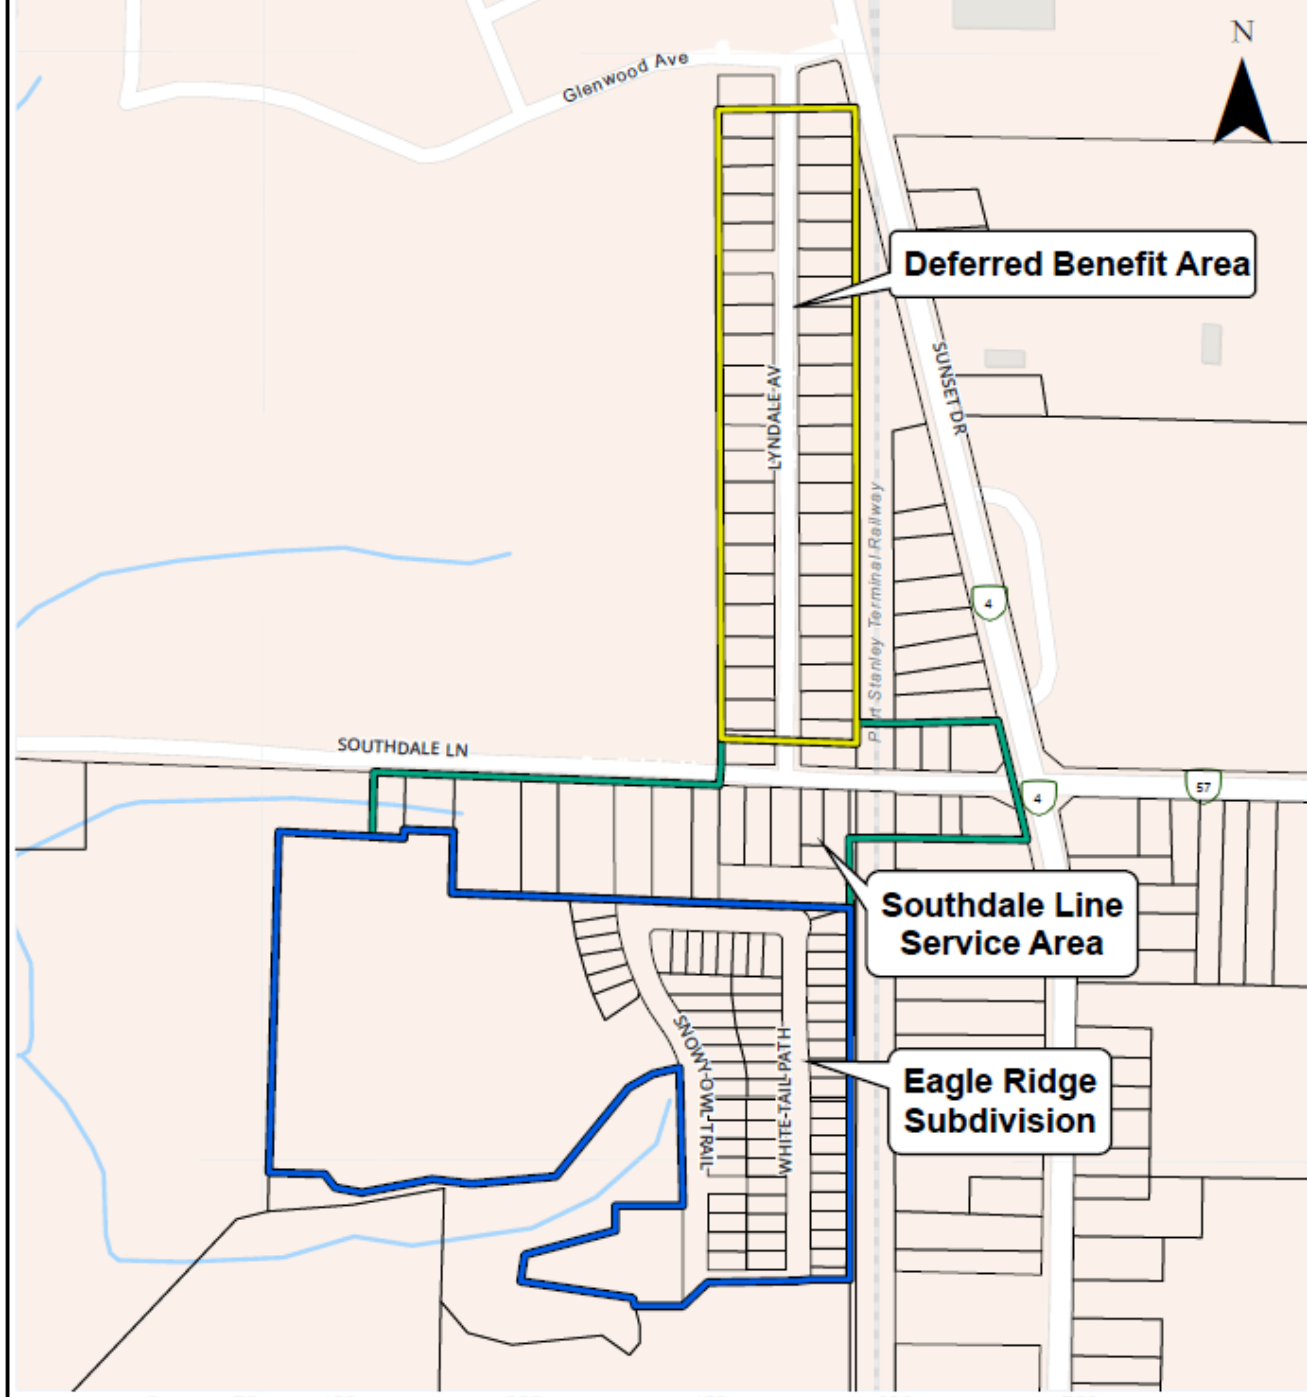 N
Glenwood Ave
Deferred Benefit Area
SUNSET DR
LYNDALE AV
Port Stanley Terminal Railway
4
SOUTHDALE LN
4
57
Southdale Line
Service Area
SNOWY OWL TRAIL
WHITE-TAIL-PATH
Eagle Ridge
Subdivision